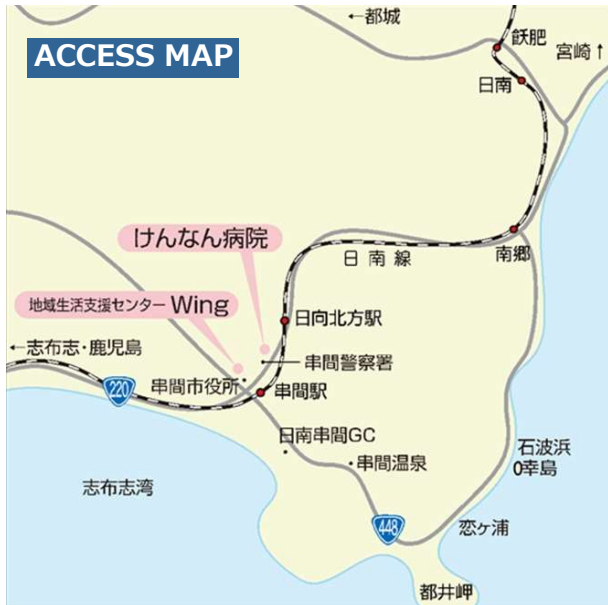 ←都城
飫肥
宮崎↑
ACCESS MAP
日南
けんなん病院
日南線
南郷
地域生活支援センター Wing
日向北方駅
←志布志・鹿児島
串間警察署
串間市役所
串間駅
220
日南串間GC
串間温泉
石波浜
幸島
志布志湾
448
恋ヶ浦
都井岬